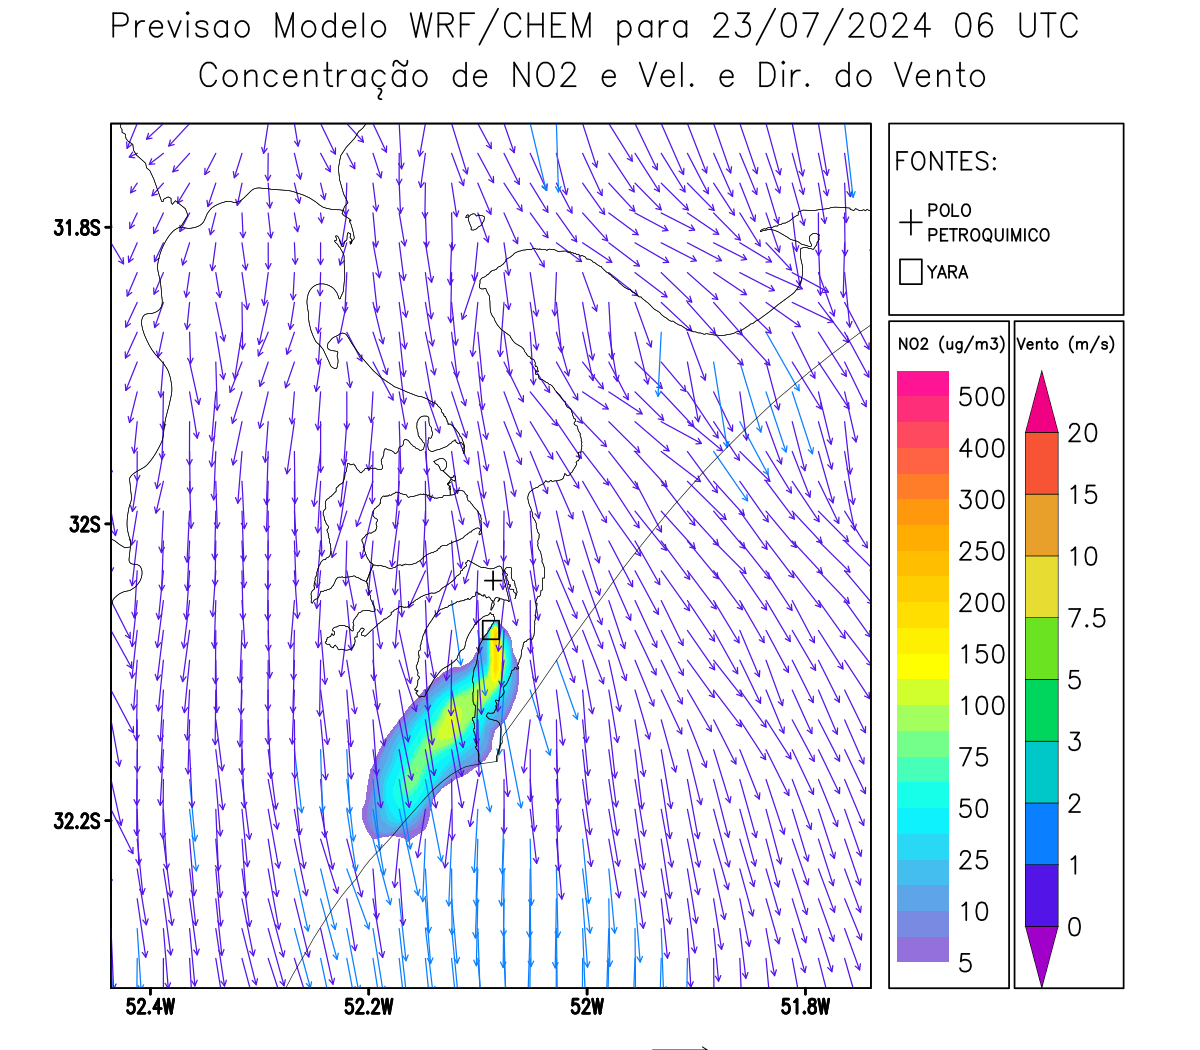 Previsao Modelo WRF/CHEM para 23/07/2024 06 UTC
Concentração de NO2 e Vel. e Dir. do Vento
FONTES:
POLO
PETROQUIMICO
YARA
NO2 (ug/m3)
500
400
300
250
200
150
100
75
50
25
10
5
Vento (m/s)
20
15
10
7.5
5
3
2
1
0
31.8S
32S
32.2S
52.4W
52.2W
52W
51.8W